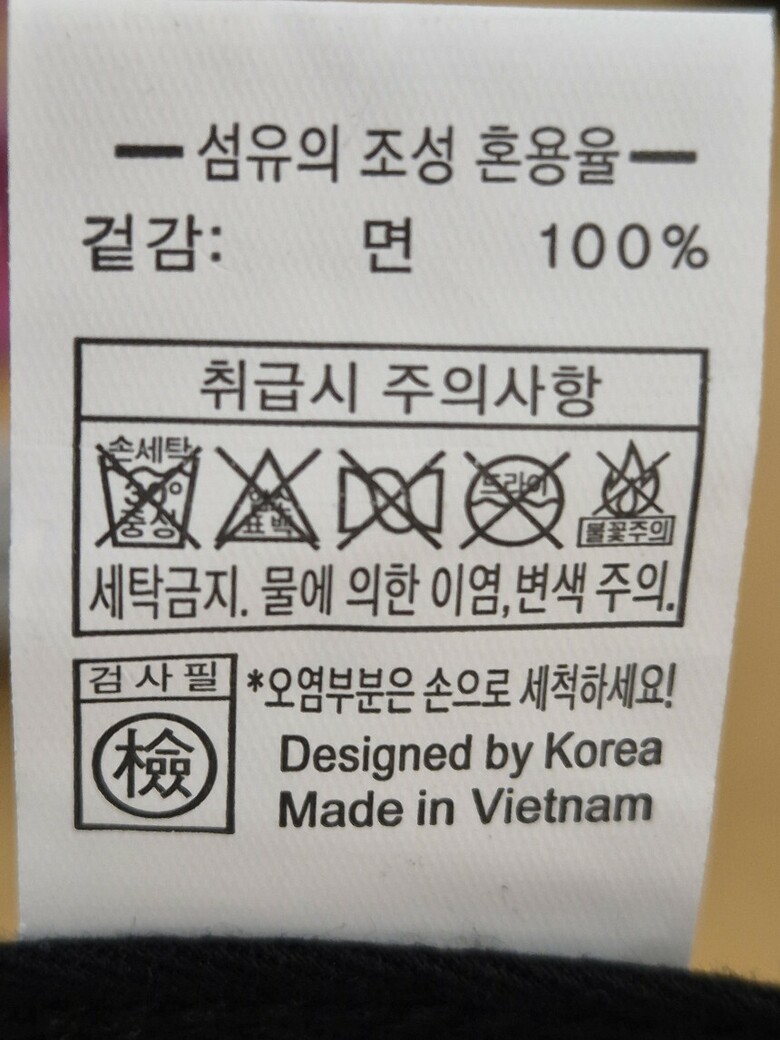 섬유의 조성 혼용율
겉감: 면 100%
취급시 주의사항
손세탁
30°
중성
염소
표백
드라이
불꽃주의
세탁금지. 물에 의한 이염,변색 주의.
검사필
檢
*오염부분은 손으로 세척하세요!
Designed by Korea
Made in Vietnam